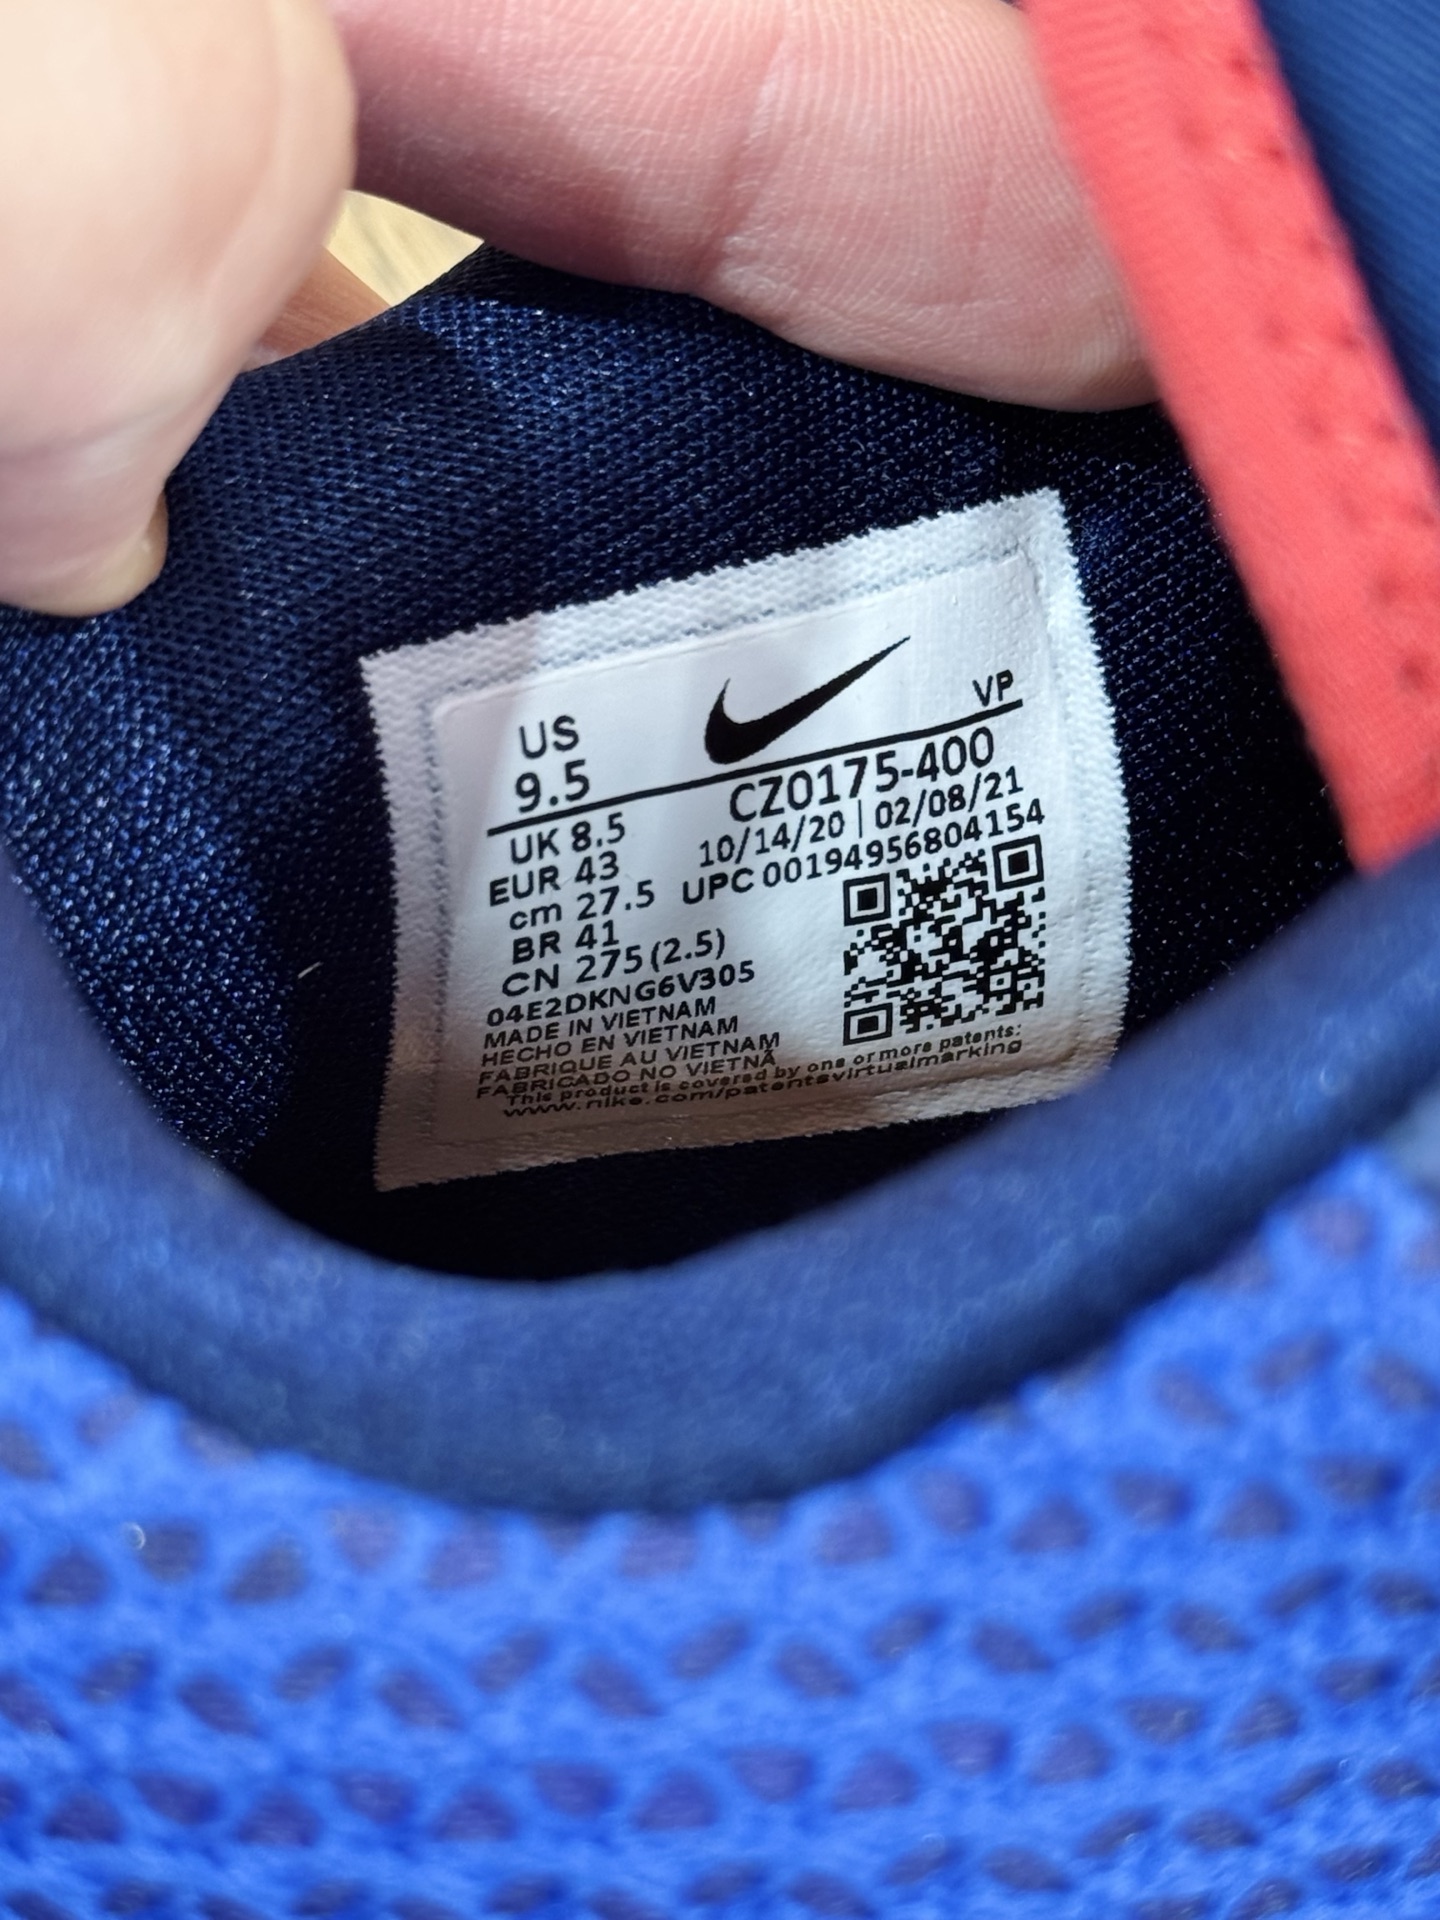 US
9.5
VP
CZ0175-400
10/14/20 | 02/08/21
UPC 00194956804154
UK 8.5
EUR 43
cm 27.5
BR 41
CN 275 (2.5)
04E2DKNG6V305
MADE IN VIETNAM
HECHO EN VIETNAM
FABRIQUE AU VIETNAM
FABRICADO NO VIETNÃ
This product is covered by one or more patents:
www.nike.com/patentsvirtualmarking